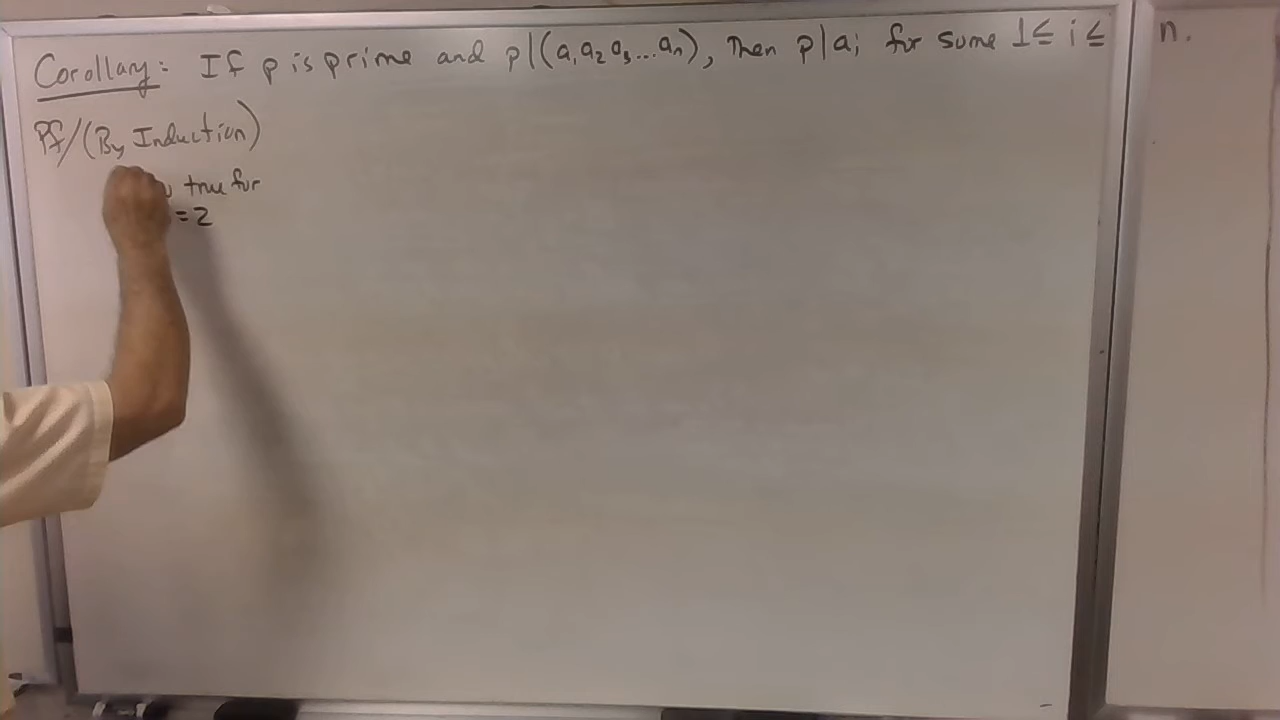 Corollary: If p is prime and p|(a₁a₂a₃...aₙ), Then p|aᵢ for some 1≤ i ≤ n.
Pf/(By Induction)
true for
=2